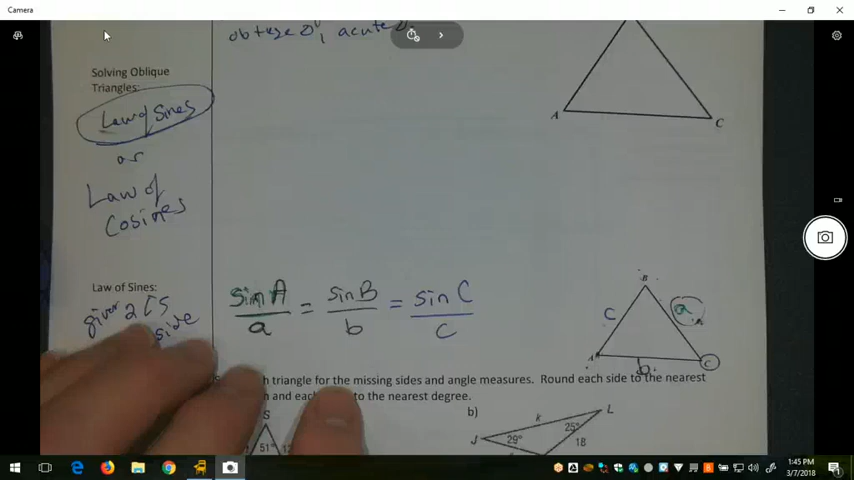 Camera
obtuse Δ, acute Δ.
Solving Oblique
Triangles:
Law of Sines
or
Law of
Cosines
A
C
Law of Sines:
given 2 ∠s
side
sin A / a = sin B / b = sin C / c
B
c
a
A
C
b
triangle for the missing sides and angle measures. Round each side to the nearest
and each to the nearest degree.
S
51°
12
b)
J
29°
k
25°
L
18
1:45 PM
3/7/2018